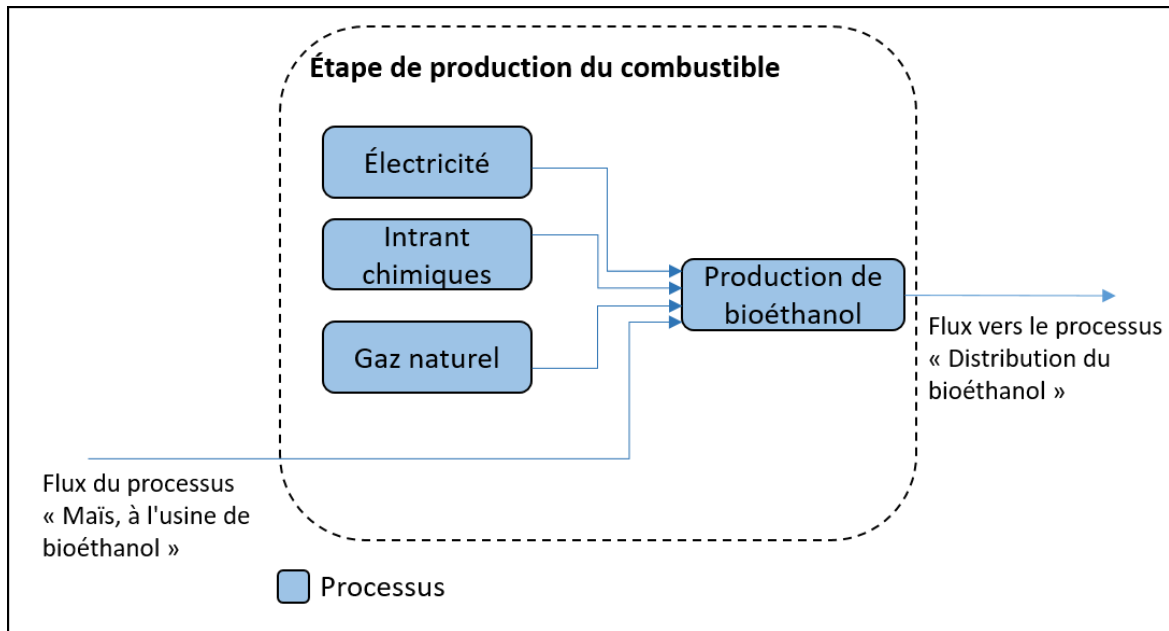 Étape de production du combustible
Électricité
Intrant
chimiques
Gaz naturel
Production de
bioéthanol
Flux vers le processus
« Distribution du
bioéthanol »
Flux du processus
« Maïs, à l'usine de
bioéthanol »
Processus